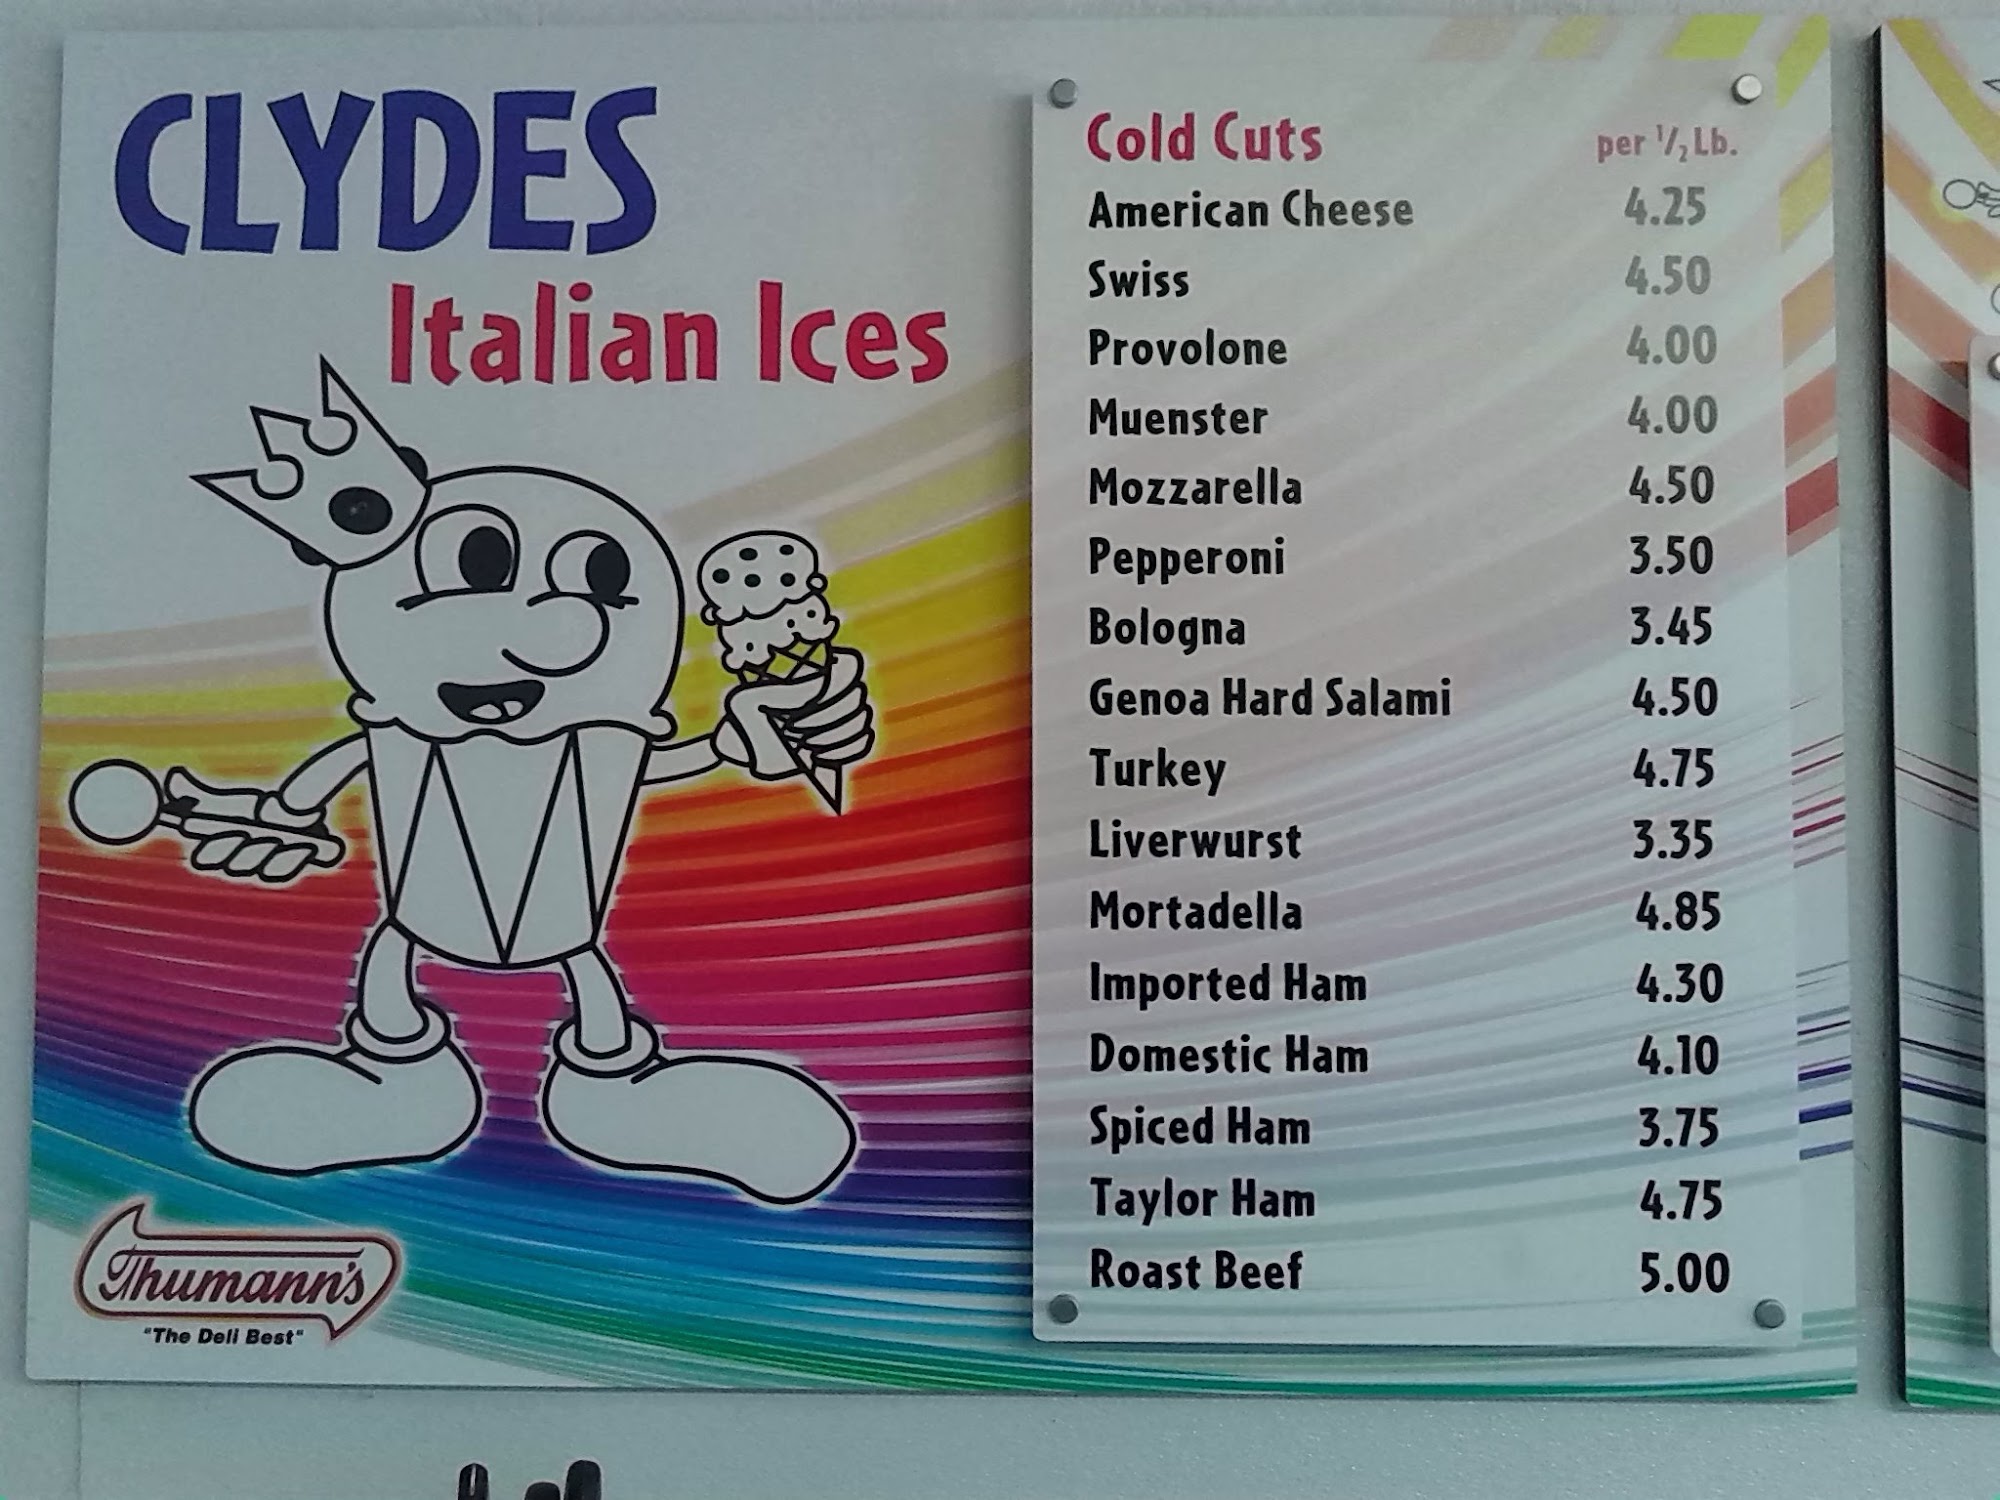 CLYDES
Italian Ices
Thumann's
"The Deli Best"
Cold Cuts per 1/2 Lb.
American Cheese 4.25
Swiss 4.50
Provolone 4.00
Muenster 4.00
Mozzarella 4.50
Pepperoni 3.50
Bologna 3.45
Genoa Hard Salami 4.50
Turkey 4.75
Liverwurst 3.35
Mortadella 4.85
Imported Ham 4.30
Domestic Ham 4.10
Spiced Ham 3.75
Taylor Ham 4.75
Roast Beef 5.00